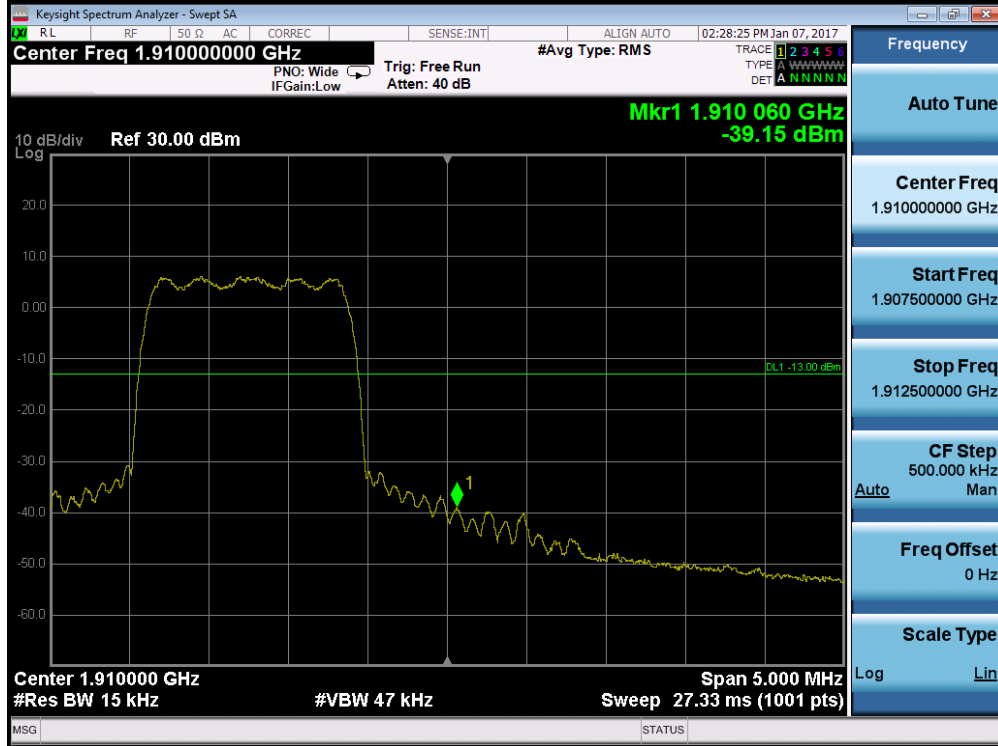 Keysight Spectrum Analyzer - Swept SA
LXI RL RF 50 Ω AC CORREC SENSE:INT ALIGN AUTO 02:28:25 PM Jan 07, 2017
Center Freq 1.910000000 GHz
PNO: Wide
IFGain:Low
Trig: Free Run
Atten: 40 dB
#Avg Type: RMS
TRACE 1 2 3 4 5 6
TYPE A WWWWW
DET A N N N N N
Mkr1 1.910 060 GHz
-39.15 dBm
10 dB/div Ref 30.00 dBm
Log
20.0
10.0
0.00
-10.0
DL1 -13.00 dBm
-20.0
-30.0
1
-40.0
-50.0
-60.0
Center 1.910000 GHz Span 5.000 MHz
#Res BW 15 kHz #VBW 47 kHz Sweep 27.33 ms (1001 pts)
MSG STATUS
Frequency
Auto Tune
Center Freq
1.910000000 GHz
Start Freq
1.907500000 GHz
Stop Freq
1.912500000 GHz
CF Step
500.000 kHz
Auto Man
Freq Offset
0 Hz
Scale Type
Log Lin